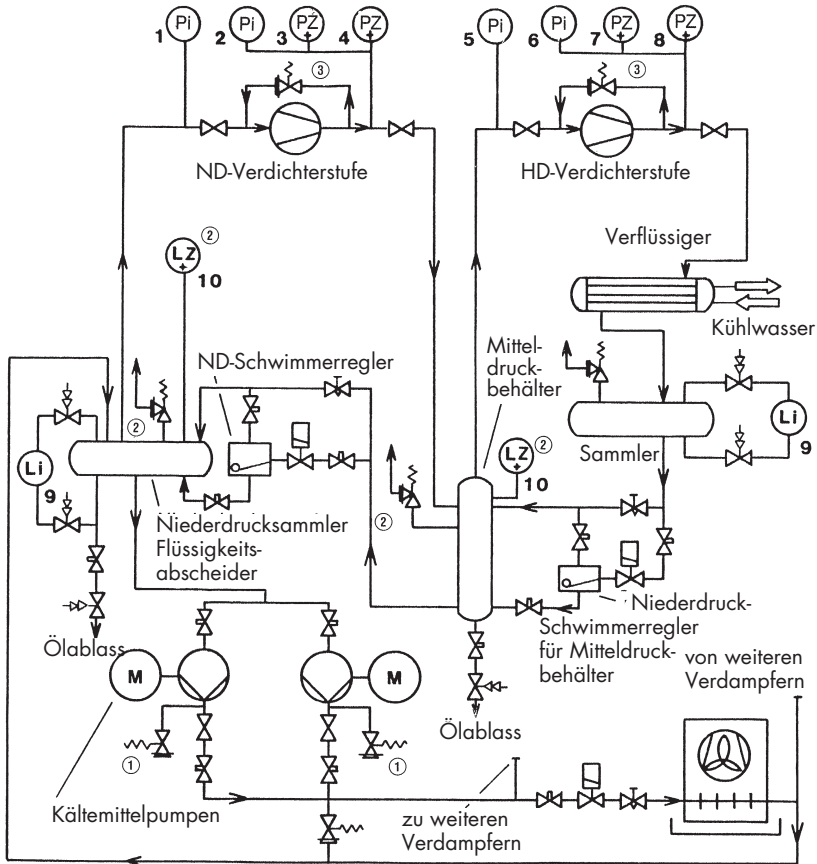 Pi
Pi
PZ
+
PZ
+
Pi
Pi
PZ
+
PZ
+
1
2
3
4
5
6
7
8
③
③
ND-Verdichterstufe
HD-Verdichterstufe
Verflüssiger
LZ
+
②
10
Kühlwasser
ND-Schwimmerregler
Mittel-
druck-
behälter
②
Li
9
LZ
+
②
10
Sammler
Li
9
②
Niederdrucksammler
Flüssigkeits-
abscheider
Niederdruck-
Schwimmerregler
für Mitteldruck-
behälter
Ölablass
M
M
von weiteren
Verdampfern
Ölablass
①
①
Kältemittelpumpen
zu weiteren
Verdampfern